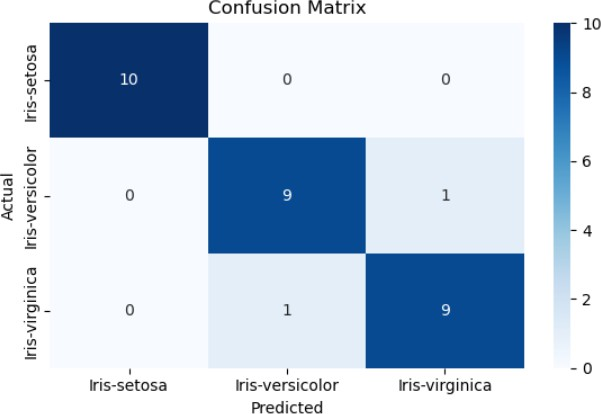 Confusion Matrix
Iris-setosa
10 0 0
Iris-versicolor
0 9 1
Iris-virginica
0 1 9
Actual
Iris-setosa Iris-versicolor Iris-virginica
Predicted
10
8
6
4
2
0